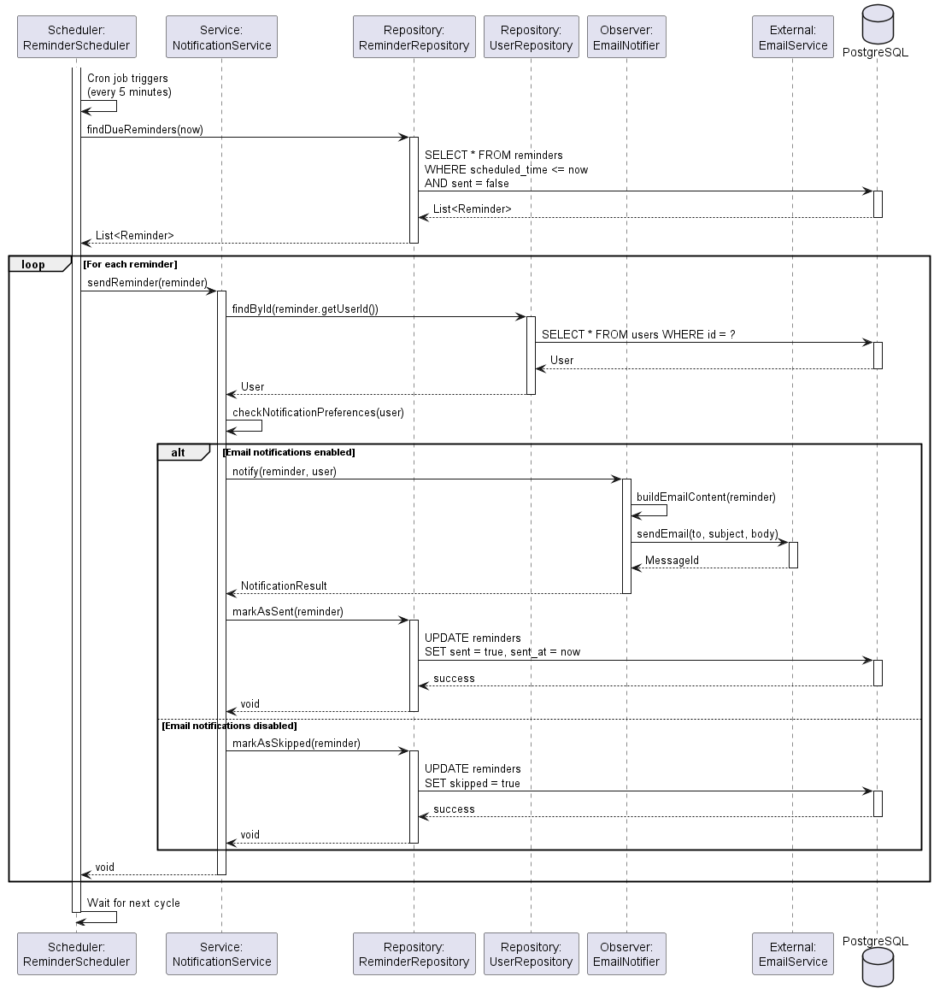 Scheduler:
ReminderScheduler
Service:
NotificationService
Repository:
ReminderRepository
Repository:
UserRepository
Observer:
EmailNotifier
External:
EmailService
PostgreSQL
Cron job triggers
(every 5 minutes)
findDueReminders(now)
SELECT * FROM reminders
WHERE scheduled_time <= now
AND sent = false
List<Reminder>
List<Reminder>
loop [For each reminder]
sendReminder(reminder)
findById(reminder.getUserId())
SELECT * FROM users WHERE id = ?
User
User
checkNotificationPreferences(user)
alt [Email notifications enabled]
notify(reminder, user)
buildEmailContent(reminder)
sendEmail(to, subject, body)
MessageId
NotificationResult
markAsSent(reminder)
UPDATE reminders
SET sent = true, sent_at = now
success
void
[Email notifications disabled]
markAsSkipped(reminder)
UPDATE reminders
SET skipped = true
success
void
void
Wait for next cycle
Scheduler:
ReminderScheduler
Service:
NotificationService
Repository:
ReminderRepository
Repository:
UserRepository
Observer:
EmailNotifier
External:
EmailService
PostgreSQL